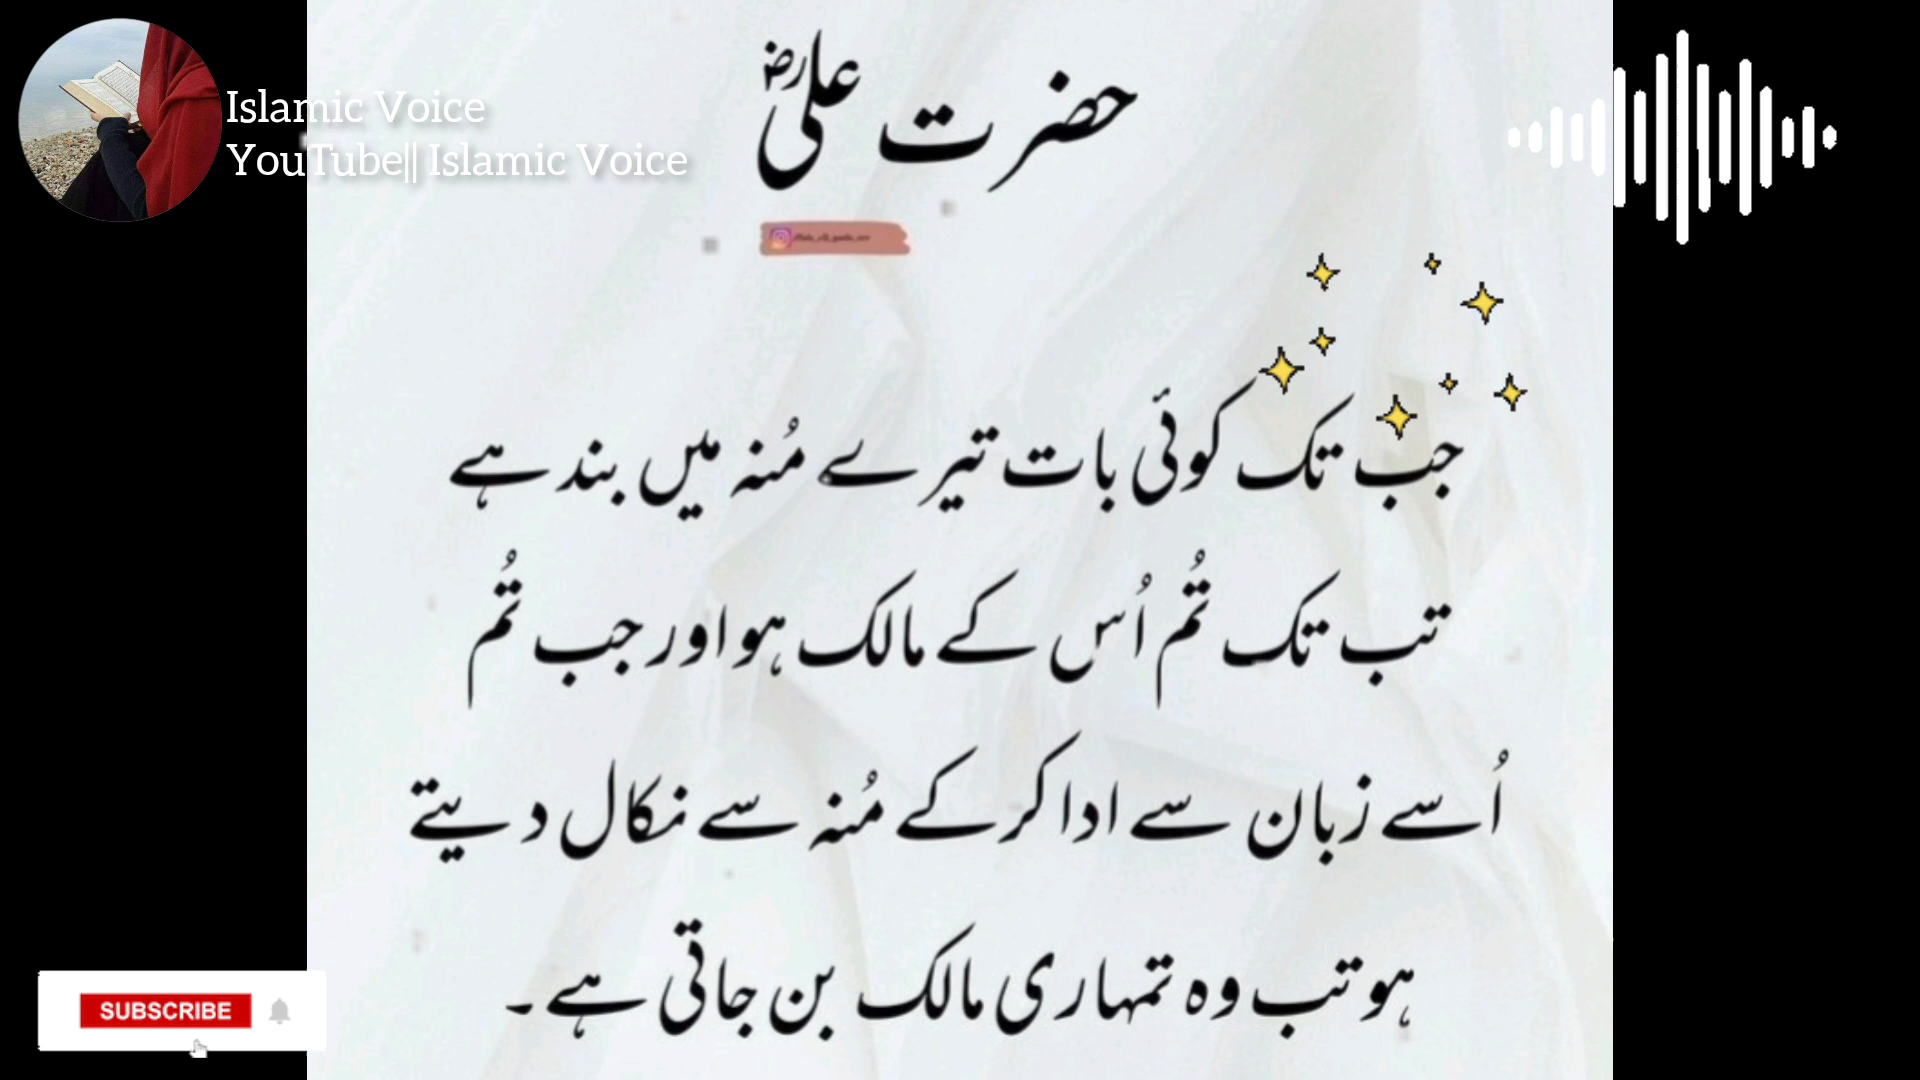 Islamic Voice
YouTube|| Islamic Voice
حضرت علیؓ
جب تک کوئی بات تیرے مُنہ میں بند ہے
تب تک تُم اُس کے مالک ہو اور جب تُم
اُسے زبان سے ادا کر کے مُنہ سے نکال دیتے
ہو تب وہ تمہاری مالک بن جاتی ہے۔
SUBSCRIBE